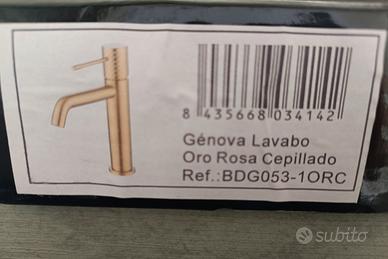 8 435668 034142
Génova Lavabo
Oro Rosa Cepillado
Ref.:BDG053-1ORC
subito